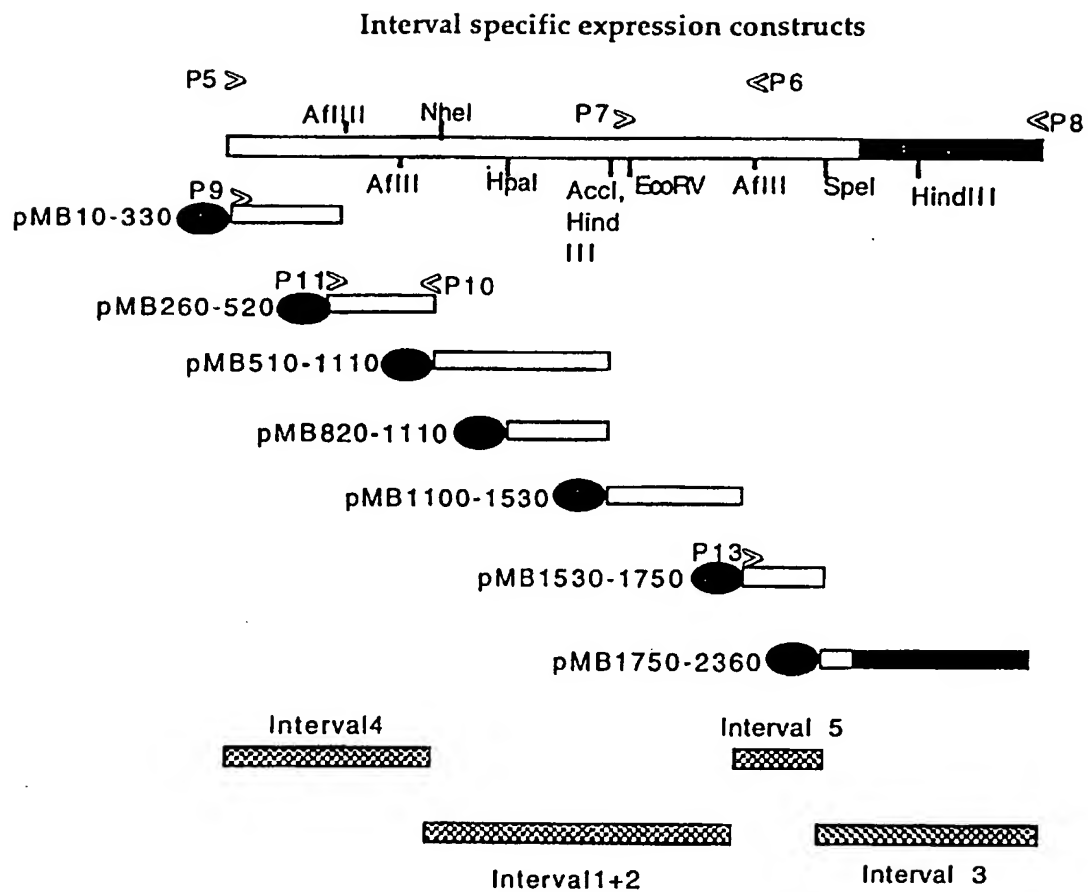 Interval specific expression constructs
P5 P6
AflIII NheI P7 P8
AflII HpaI AccI, EcoRV AflII SpeI HindIII
Hind
III
P9
pMB10-330
P11 P10
pMB260-520
pMB510-1110
pMB820-1110
pMB1100-1530
P13
pMB1530-1750
pMB1750-2360
Interval4 Interval 5
Interval1+2 Interval 3